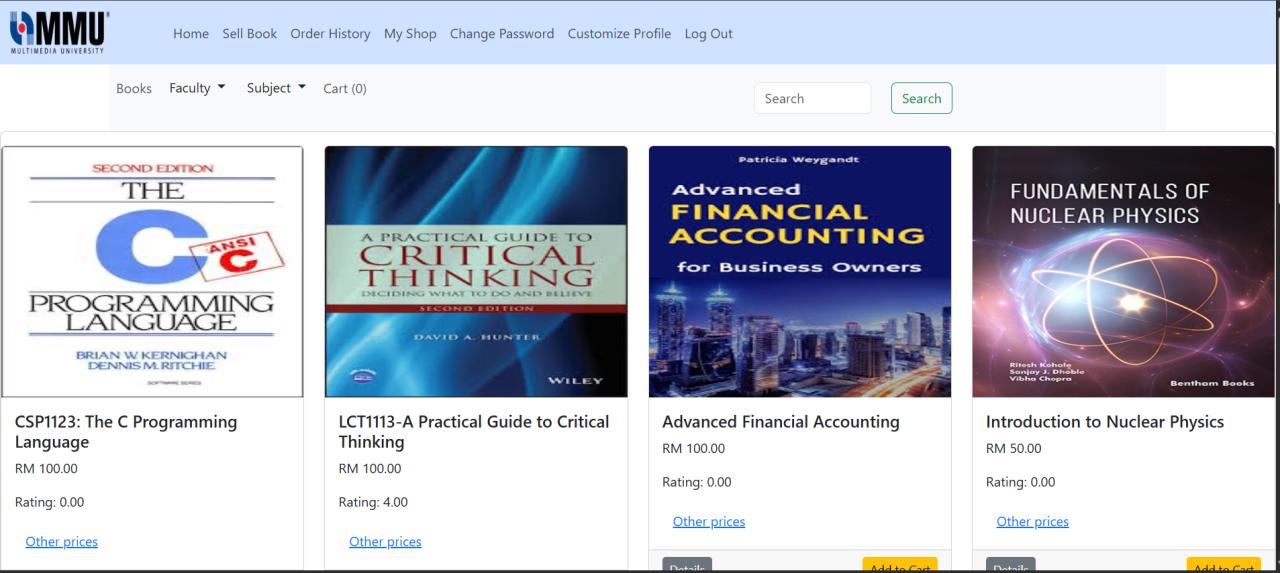 MMU
MULTIMEDIA UNIVERSITY
Home Sell Book Order History My Shop Change Password Customize Profile Log Out
Books Faculty Subject Cart (0) Search Search
SECOND EDITION
THE
C
ANSI
C
PROGRAMMING
LANGUAGE
BRIAN W. KERNIGHAN
DENNIS M. RITCHIE
SOFTWARE SERIES
A PRACTICAL GUIDE TO
CRITICAL
THINKING
DECIDING WHAT TO DO AND BELIEVE
SECOND EDITION
DAVID A. HUNTER
WILEY
Patricia Weygandt
Advanced
FINANCIAL
ACCOUNTING
for Business Owners
FUNDAMENTALS OF
NUCLEAR PHYSICS
Ritesh Kohale
Sanjay J. Dhoble
Vibha Chopra
Bentham Books
CSP1123: The C Programming
Language
RM 100.00
Rating: 0.00
Other prices
LCT1113-A Practical Guide to Critical
Thinking
RM 100.00
Rating: 4.00
Other prices
Advanced Financial Accounting
RM 100.00
Rating: 0.00
Other prices
Details Add to Cart
Introduction to Nuclear Physics
RM 50.00
Rating: 0.00
Other prices
Details Add to Cart